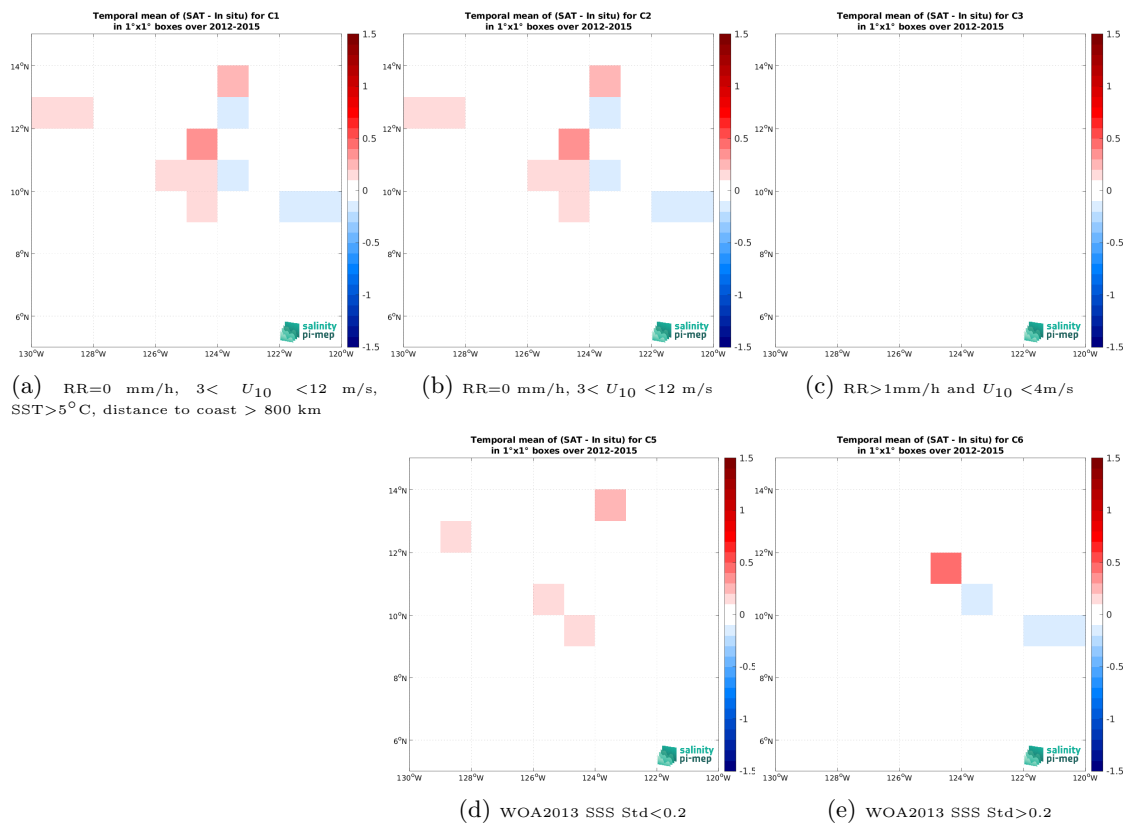 Temporal mean of (SAT - In situ) for C1
in 1°x1° boxes over 2012-2015
14°N
12°N
10°N
8°N
6°N
130°W 128°W 126°W 124°W 122°W 120°W
1.5
1
0.5
0
-0.5
-1
-1.5
salinity
pi-mep
(a) RR=0 mm/h, 3< U10 <12 m/s,
SST>5°C, distance to coast > 800 km
Temporal mean of (SAT - In situ) for C2
in 1°x1° boxes over 2012-2015
14°N
12°N
10°N
8°N
6°N
130°W 128°W 126°W 124°W 122°W 120°W
1.5
1
0.5
0
-0.5
-1
-1.5
salinity
pi-mep
(b) RR=0 mm/h, 3< U10 <12 m/s
Temporal mean of (SAT - In situ) for C3
in 1°x1° boxes over 2012-2015
14°N
12°N
10°N
8°N
6°N
130°W 128°W 126°W 124°W 122°W 120°W
1.5
1
0.5
0
-0.5
-1
-1.5
salinity
pi-mep
(c) RR>1mm/h and U10 <4m/s
Temporal mean of (SAT - In situ) for C5
in 1°x1° boxes over 2012-2015
14°N
12°N
10°N
8°N
6°N
130°W 128°W 126°W 124°W 122°W 120°W
1.5
1
0.5
0
-0.5
-1
-1.5
salinity
pi-mep
(d) WOA2013 SSS Std<0.2
Temporal mean of (SAT - In situ) for C6
in 1°x1° boxes over 2012-2015
14°N
12°N
10°N
8°N
6°N
130°W 128°W 126°W 124°W 122°W 120°W
1.5
1
0.5
0
-0.5
-1
-1.5
salinity
pi-mep
(e) WOA2013 SSS Std>0.2